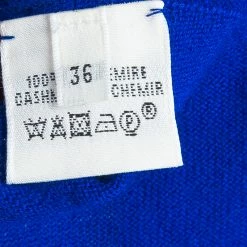 100% 36 EMIRE
CASHM CHEMIR
P ®